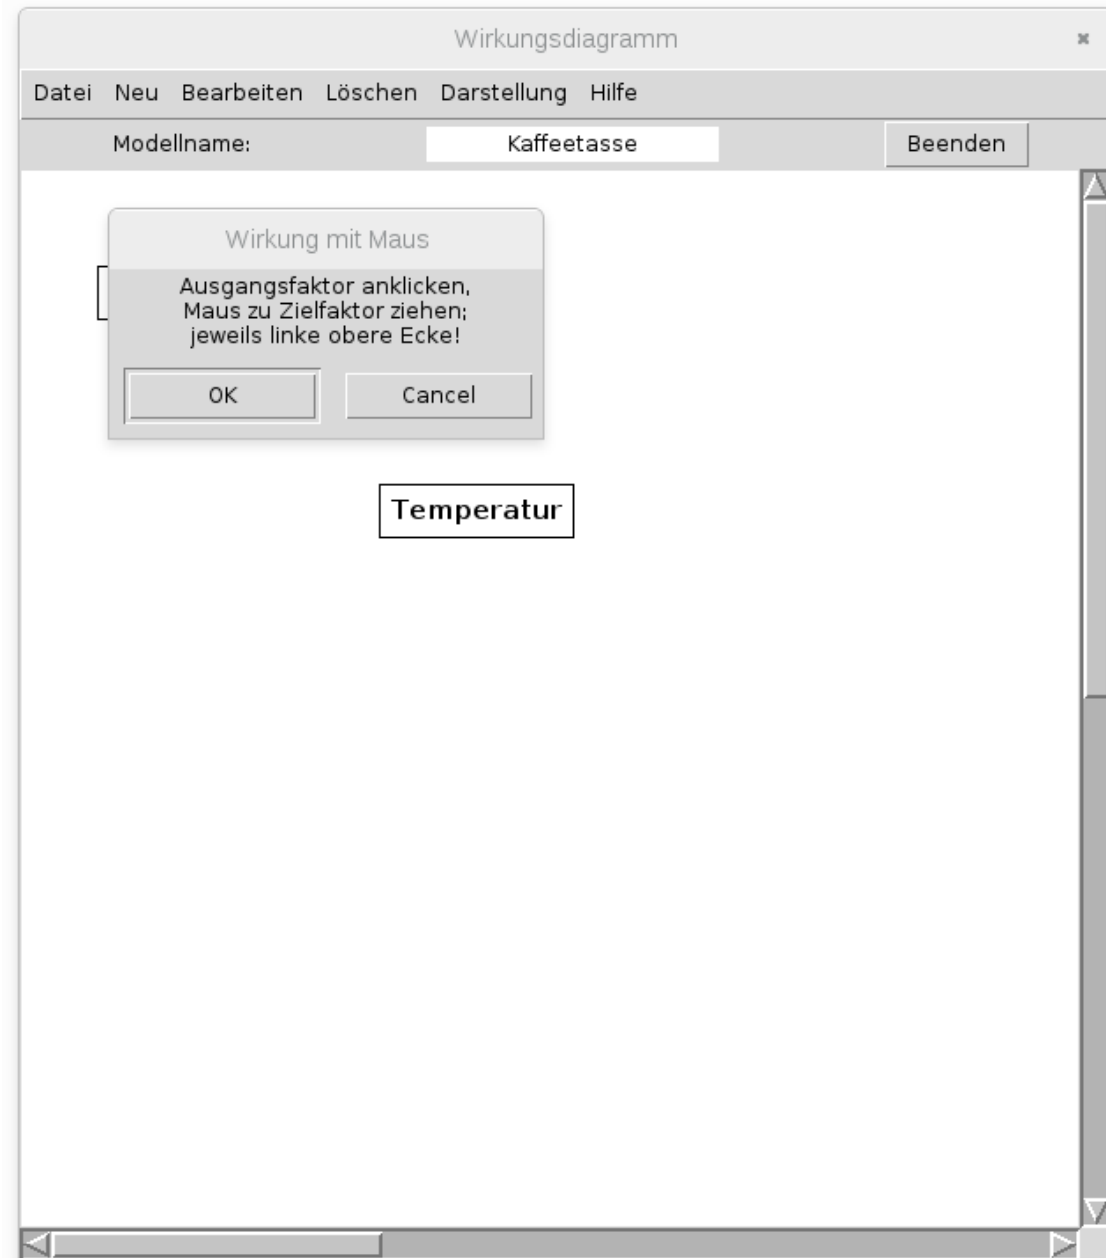 Wirkungsdiagramm
Datei Neu Bearbeiten Löschen Darstellung Hilfe
Modellname: Kaffeetasse Beenden
Wirkung mit Maus
Ausgangsfaktor anklicken,
Maus zu Zielfaktor ziehen;
jeweils linke obere Ecke!
OK Cancel
Temperatur